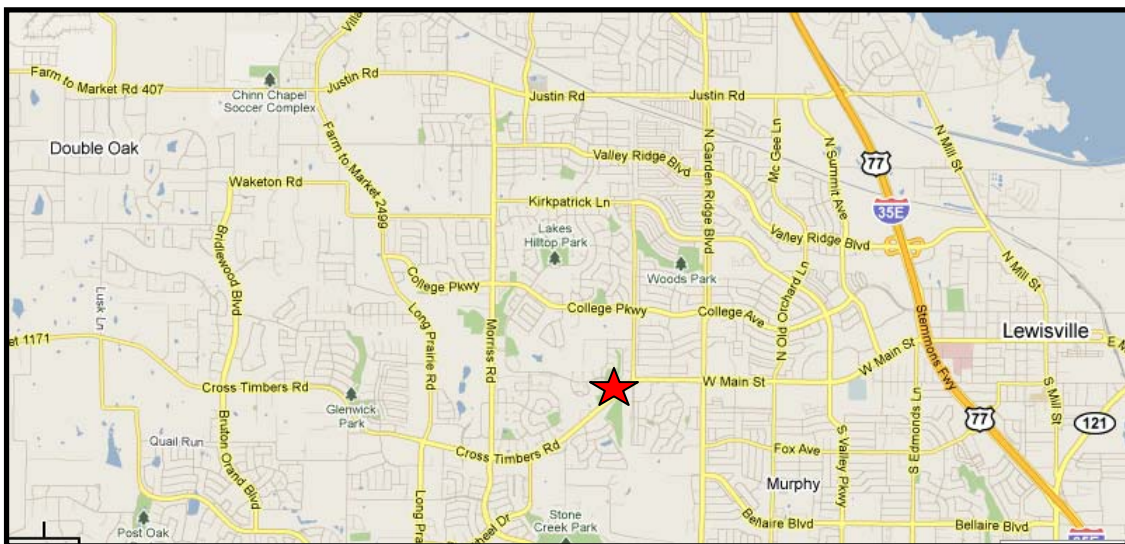 Farm to Market Rd 407
Chinn Chapel
Soccer Complex
Justin Rd
Justin Rd
Justin Rd
N Mill St
Double Oak
Farm to Market 2499
Valley Ridge Blvd
N Garden Ridge Blvd
Mc Gee Ln
N Summit Ave
77
35E
Waketon Rd
Kirkpatrick Ln
Lakes
Hilltop Park
Woods Park
Valley Ridge Blvd
N Mill St
Bridlewood Blvd
Lusk Ln
College Pkwy
College Pkwy
College Ave
N Old Orchard Ln
Stemmons Fwy
Long Prairie Rd
Morriss Rd
Lewisville
1171
W Main St
W Main St
Cross Timbers Rd
Glenwick
Park
S Edmonds Ln
S Mill St
77
121
Bruton Orand Blvd
Quail Run
Cross Timbers Rd
Fox Ave
S Valley Pkwy
Murphy
Post Oak
Stone
Creek Park
Bellaire Blvd
Bellaire Blvd